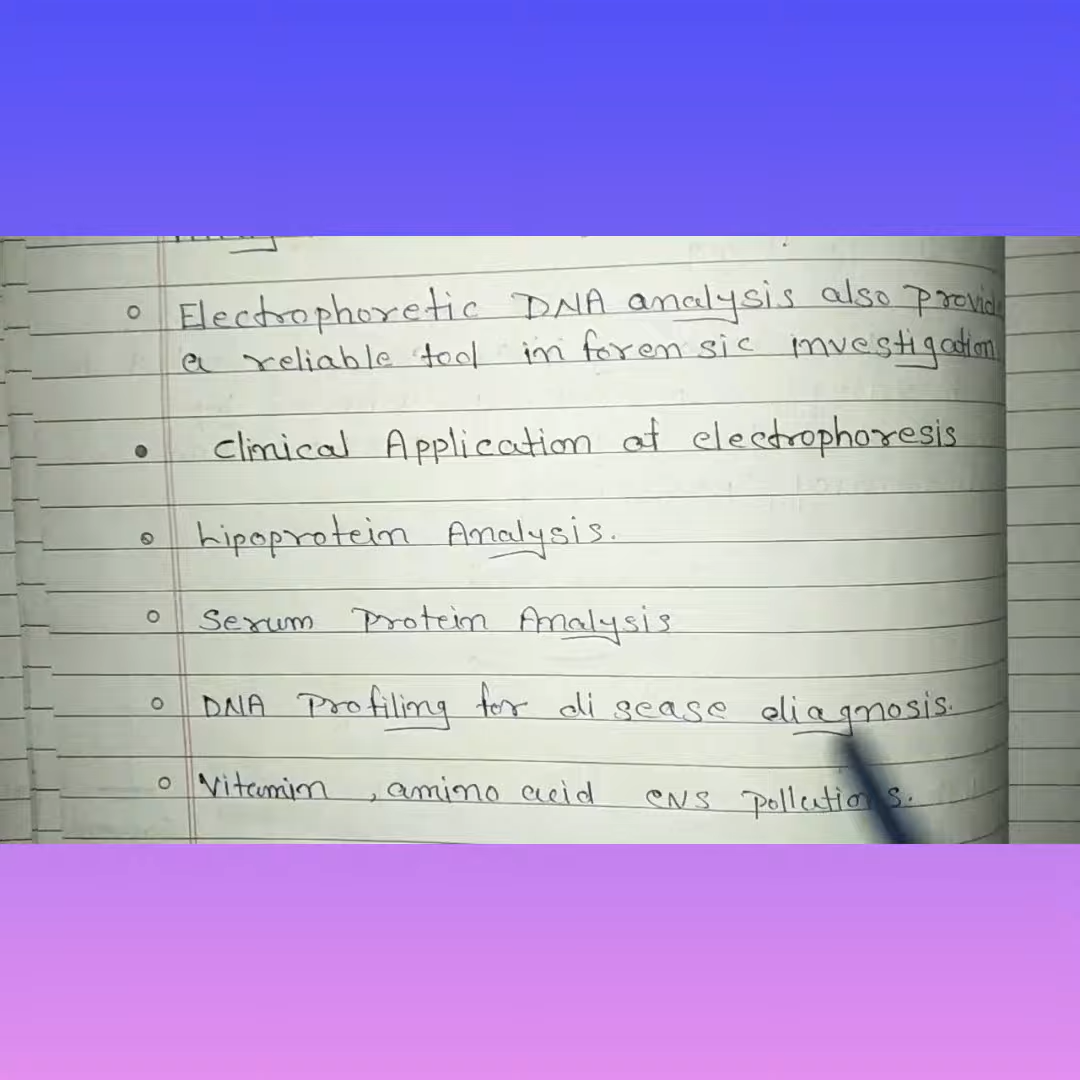 Electrophoretic DNA analysis also provid
a reliable tool in forensic investigation
Clinical Application of electrophoresis
Lipoprotein Analysis.
Serum Protein Analysis
DNA Profiling for disease diagnosis.
Vitamin , amino acid CNS pollutions.